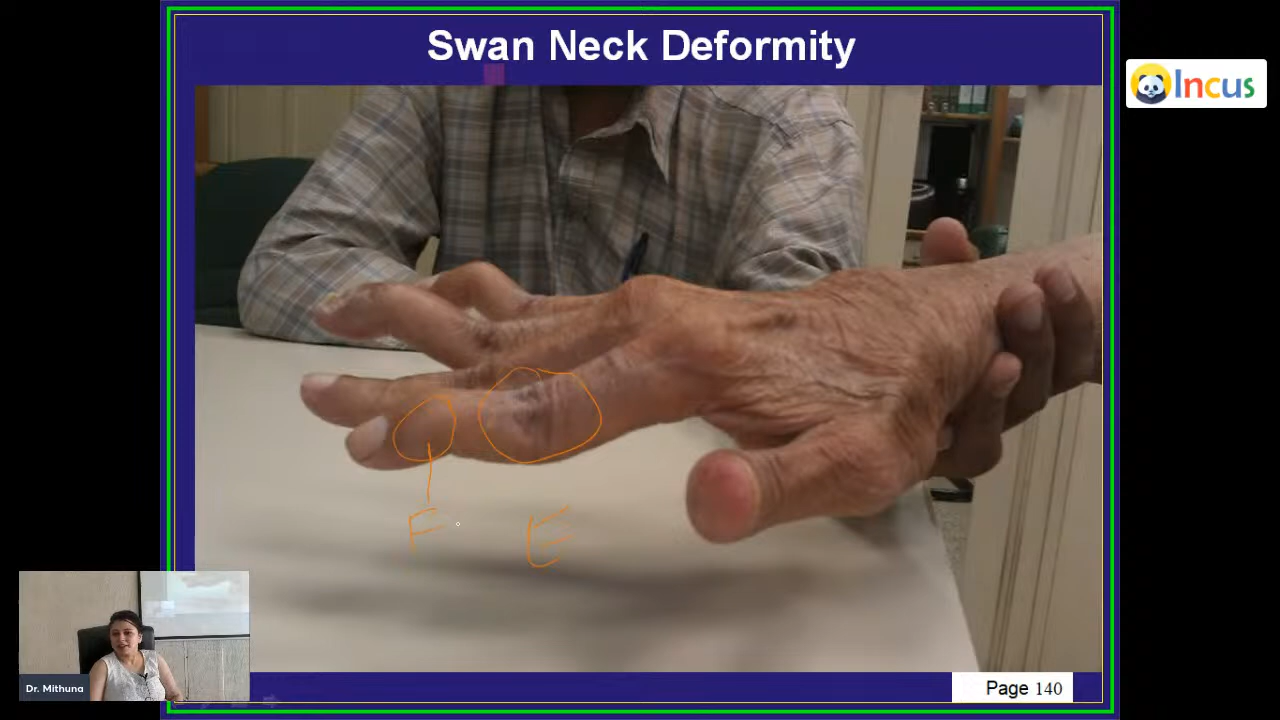 Swan Neck Deformity
Incus
F
E
Dr. Mithuna
Page 140